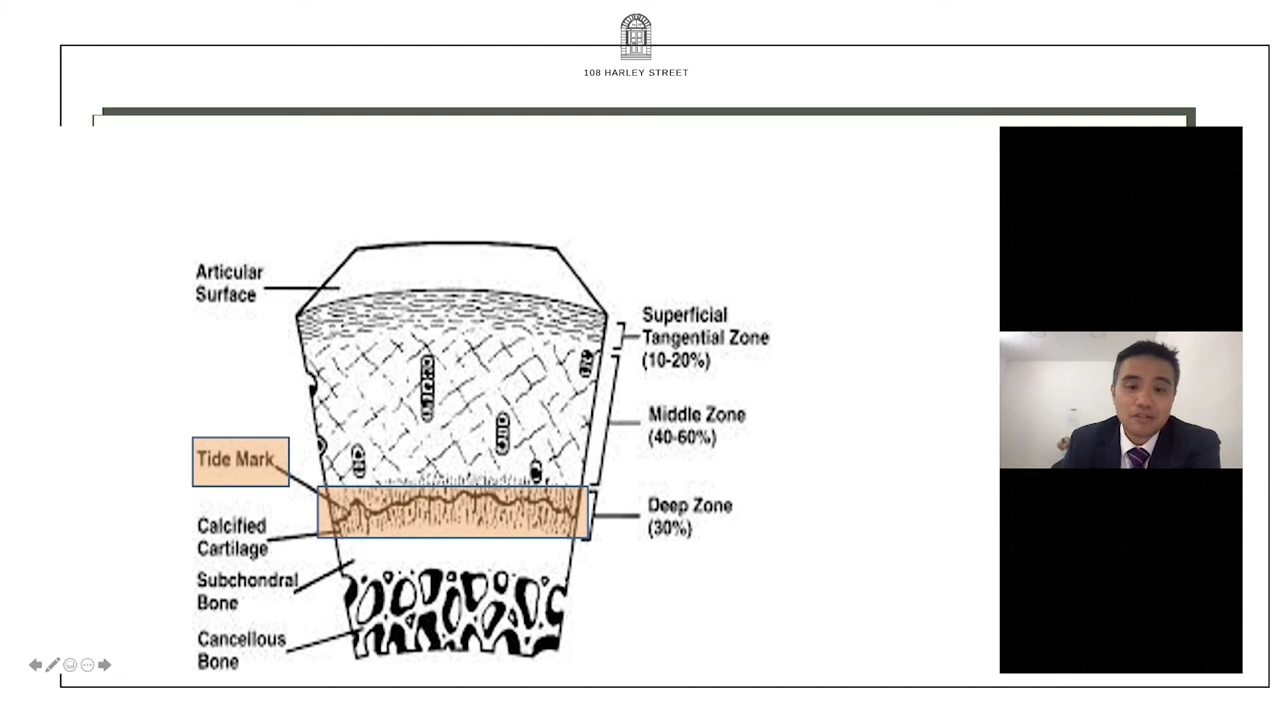 108 HARLEY STREET
Articular
Surface
Superficial
Tangential Zone
(10-20%)
Middle Zone
(40-60%)
Tide Mark
Deep Zone
(30%)
Calcified
Cartilage
Subchondral
Bone
Cancellous
Bone